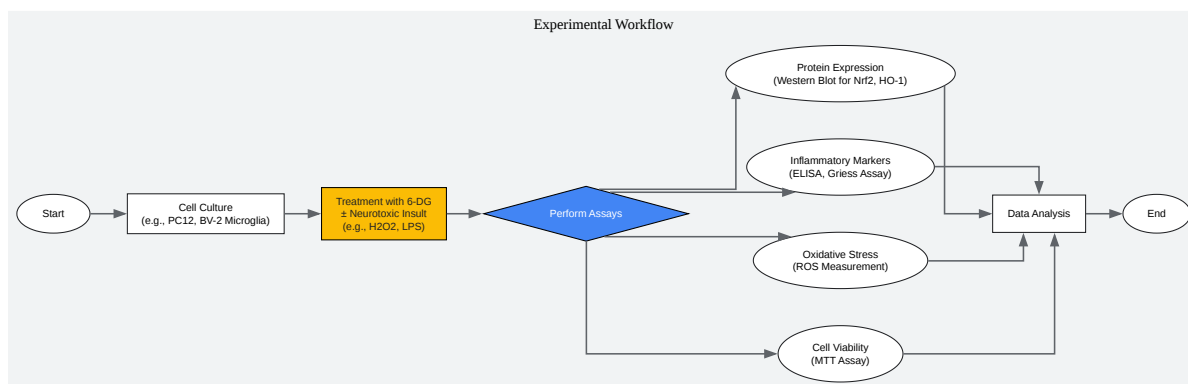 Experimental Workflow
Start
Cell Culture
(e.g., PC12, BV-2 Microglia)
Treatment with 6-DG
± Neurotoxic Insult
(e.g., H2O2, LPS)
Perform Assays
Protein Expression
(Western Blot for Nrf2, HO-1)
Inflammatory Markers
(ELISA, Griess Assay)
Oxidative Stress
(ROS Measurement)
Cell Viability
(MTT Assay)
Data Analysis
End